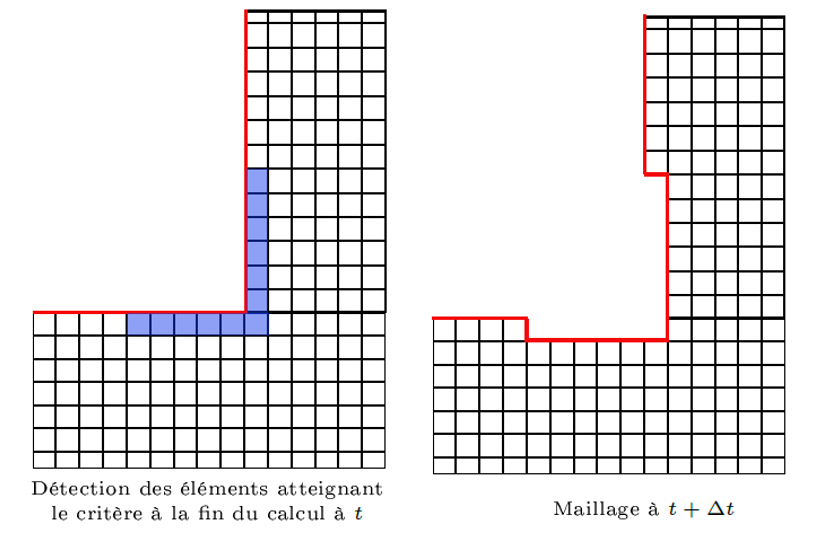 Détection des éléments atteignant
le critère à la fin du calcul à t
Maillage à t + Δt